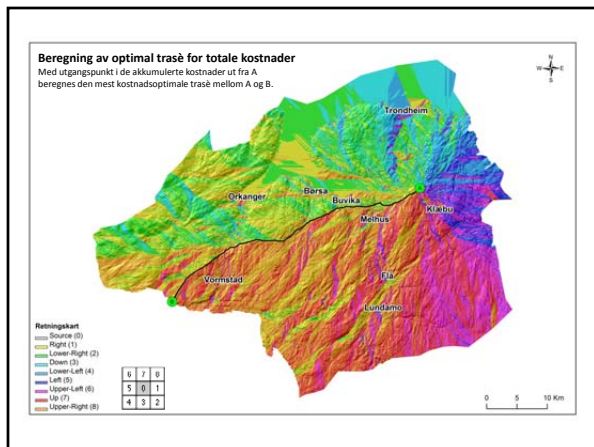 Beregning av optimal trasè for totale kostnader
Med utgangspunkt i de akkumulerte kostnader ut fra A
beregnes den mest kostnadsoptimale trasè mellom A og B.
N
W E
S
Trondheim
Orkanger
Børsa
Buvika
Klæbu
Melhus
Vormstad
Flå
Lundamo
Retningskart
Source (0)
Right (1)
Lower-Right (2)
Down (3)
Lower-Left (4)
Left (5)
Upper-Left (6)
Up (7)
Upper-Right (8)
6 7 8
5 0 1
4 3 2
0 5 10 Km